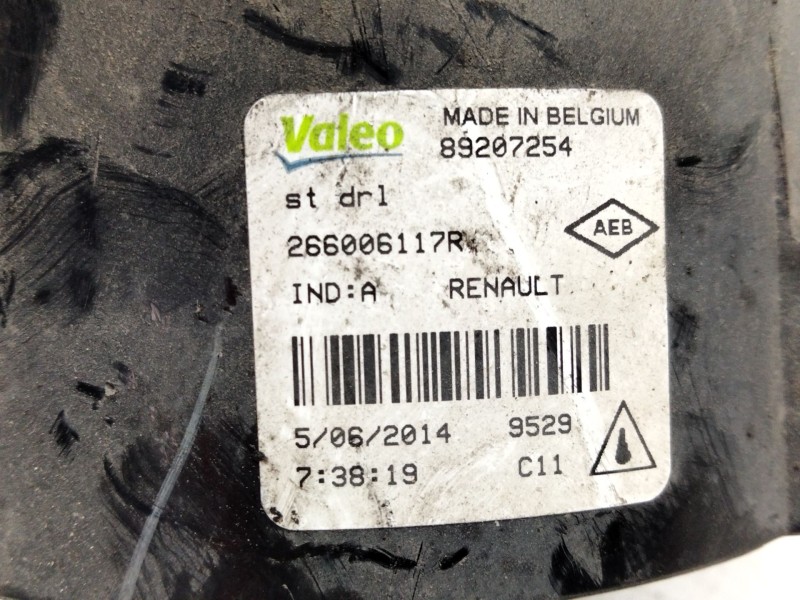 Valeo MADE IN BELGIUM
89207254
st drl
266006117R
AEB
IND:A RENAULT
5/06/2014 9529
7:38:19 C11